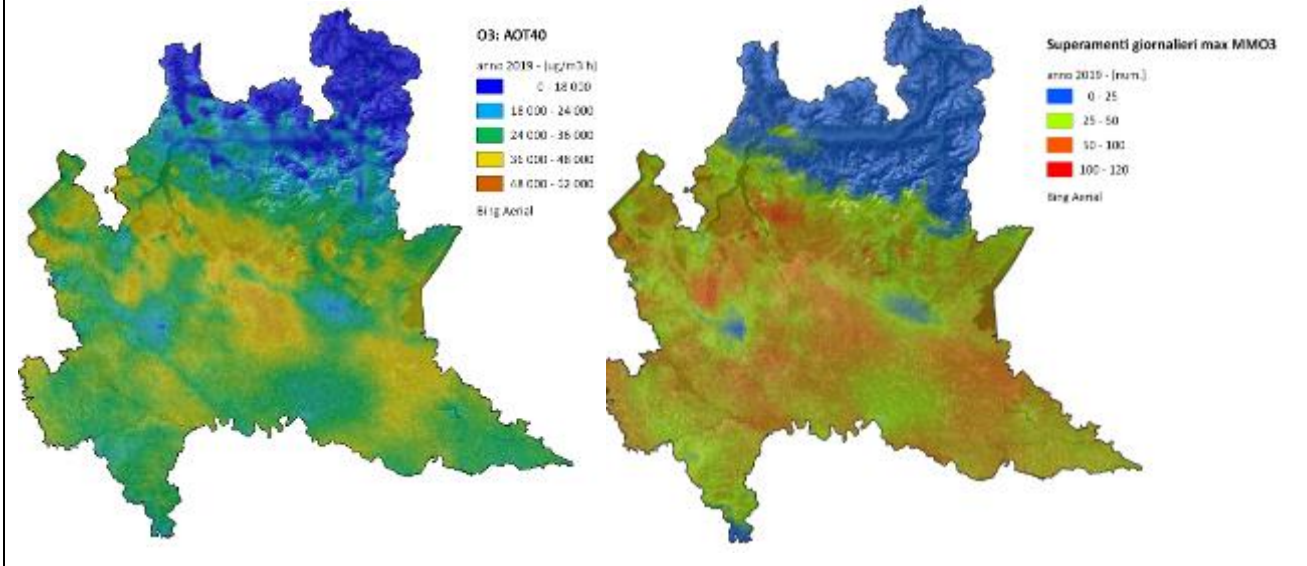 O3: AOT40
anno 2019 - (ug/m3 h)
0 - 18 000
18 000 - 24 000
24 000 - 36 000
36 000 - 48 000
48 000 - 62 000
Bing Aerial
Superamenti giornalieri max MMO3
anno 2019 - [num.]
0 - 25
25 - 50
50 - 100
100 - 120
Bing Aerial